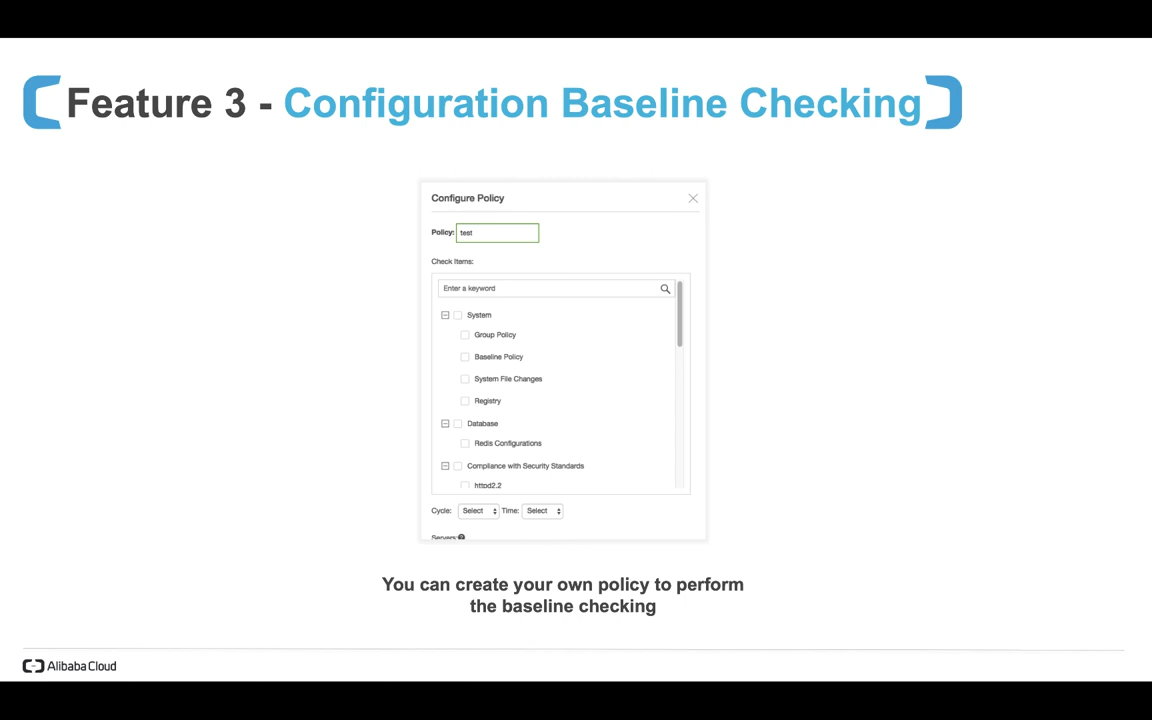 Feature 3 - Configuration Baseline Checking
Configure Policy
Policy: test
Check Items:
Enter a keyword
System
Group Policy
Baseline Policy
System File Changes
Registry
Database
Redis Configurations
Compliance with Security Standards
httpd2.2
Cycle: Select Time: Select
Servers
You can create your own policy to perform
the baseline checking
Alibaba Cloud